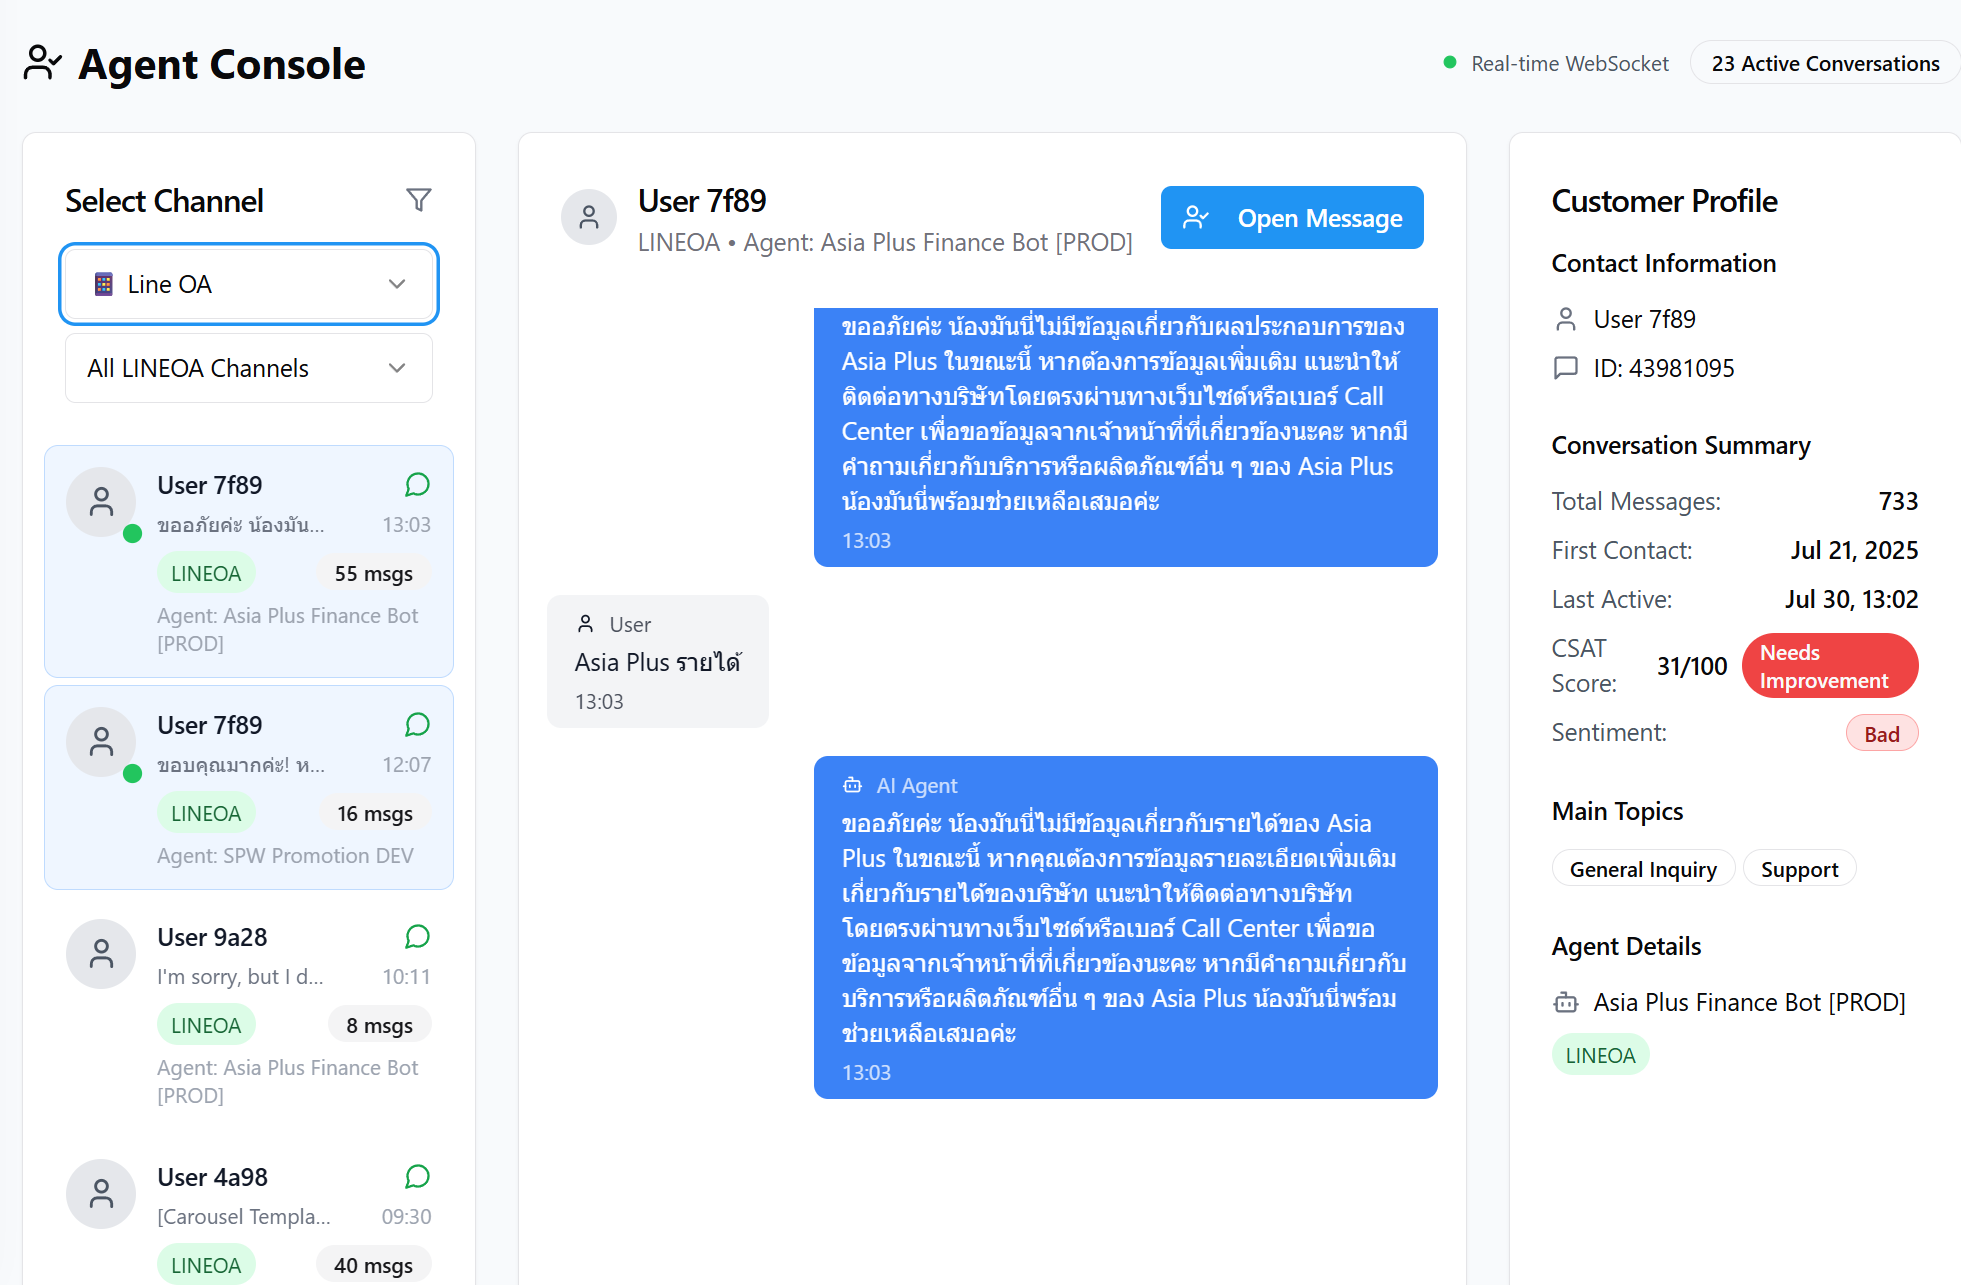 Agent Console
Real-time WebSocket
23 Active Conversations
Select Channel
Line OA
All LINEOA Channels
User 7f89
ขออภัยค่ะ น้องมัน...
13:03
LINEOA
55 msgs
Agent: Asia Plus Finance Bot
[PROD]
User 7f89
ขอบคุณมากค่ะ! ห...
12:07
LINEOA
16 msgs
Agent: SPW Promotion DEV
User 9a28
I'm sorry, but I d...
10:11
LINEOA
8 msgs
Agent: Asia Plus Finance Bot
[PROD]
User 4a98
[Carousel Templa...
09:30
LINEOA
40 msgs
User 7f89
LINEOA • Agent: Asia Plus Finance Bot [PROD]
Open Message
ขออภัยค่ะ น้องมันนี่ไม่มีข้อมูลเกี่ยวกับผลประกอบการของ
Asia Plus ในขณะนี้ หากต้องการข้อมูลเพิ่มเติม แนะนำให้
ติดต่อทางบริษัทโดยตรงผ่านทางเว็บไซต์หรือเบอร์ Call
Center เพื่อขอข้อมูลจากเจ้าหน้าที่ที่เกี่ยวข้องนะคะ หากมี
คำถามเกี่ยวกับบริการหรือผลิตภัณฑ์อื่น ๆ ของ Asia Plus
น้องมันนี่พร้อมช่วยเหลือเสมอค่ะ
13:03
User
Asia Plus รายได้
13:03
AI Agent
ขออภัยค่ะ น้องมันนี่ไม่มีข้อมูลเกี่ยวกับรายได้ของ Asia
Plus ในขณะนี้ หากคุณต้องการข้อมูลรายละเอียดเพิ่มเติม
เกี่ยวกับรายได้ของบริษัท แนะนำให้ติดต่อทางบริษัท
โดยตรงผ่านทางเว็บไซต์หรือเบอร์ Call Center เพื่อขอ
ข้อมูลจากเจ้าหน้าที่ที่เกี่ยวข้องนะคะ หากมีคำถามเกี่ยวกับ
บริการหรือผลิตภัณฑ์อื่น ๆ ของ Asia Plus น้องมันนี่พร้อม
ช่วยเหลือเสมอค่ะ
13:03
Customer Profile
Contact Information
User 7f89
ID: 43981095
Conversation Summary
Total Messages: 733
First Contact: Jul 21, 2025
Last Active: Jul 30, 13:02
CSAT
Score:
31/100
Needs
Improvement
Sentiment: Bad
Main Topics
General Inquiry
Support
Agent Details
Asia Plus Finance Bot [PROD]
LINEOA